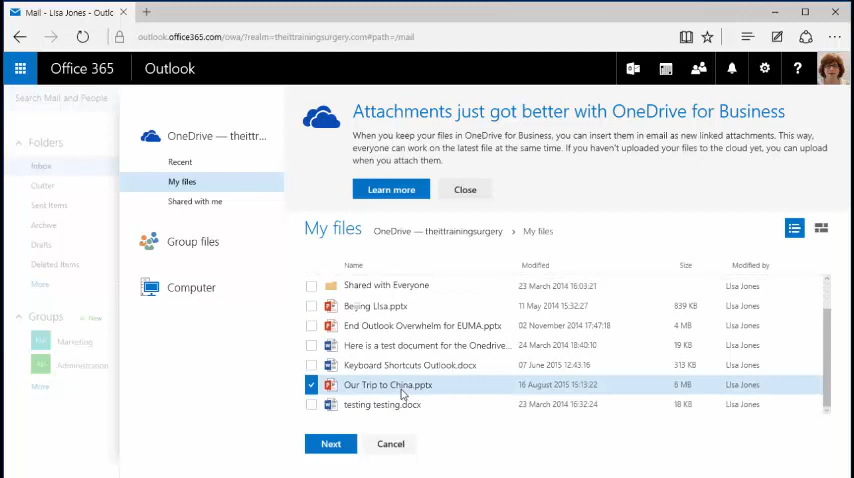 Mail - LIsa Jones - Outlc
outlook.office365.com/owa/?realm=theittrainingsurgery.com#path=/mail
Office 365 Outlook
Search Mail and People
Folders
Inbox
Clutter
Sent Items
Archive
Drafts
Deleted Items
More
Groups + New
Marketing
AD Administration
More
OneDrive — theitt...
Recent
My files
Shared with me
Group files
Computer
Attachments just got better with OneDrive for Business
When you keep your files in OneDrive for Business, you can insert them in email as new linked attachments. This way,
everyone can work on the latest file at the same time. If you haven't uploaded your files to the cloud yet, you can upload
when you attach them.
Learn more Close
My files OneDrive — theittrainingsurgery > My files
Name Modified Size Modified by
Shared with Everyone 23 March 2014 16:03:21 LIsa Jones
Beijing LIsa.pptx 11 May 2014 15:32:27 839 KB LIsa Jones
End Outlook Overwhelm for EUMA.pptx 02 November 2014 17:47:18 4 MB LIsa Jones
Here is a test document for the Onedrive... 24 March 2014 18:40:10 19 KB LIsa Jones
Keyboard Shortcuts Outlook.docx 07 June 2015 12:43:16 313 KB LIsa Jones
Our Trip to China.pptx 16 August 2015 15:13:22 6 MB LIsa Jones
testing testing.docx 23 March 2014 16:32:24 18 KB LIsa Jones
Next Cancel